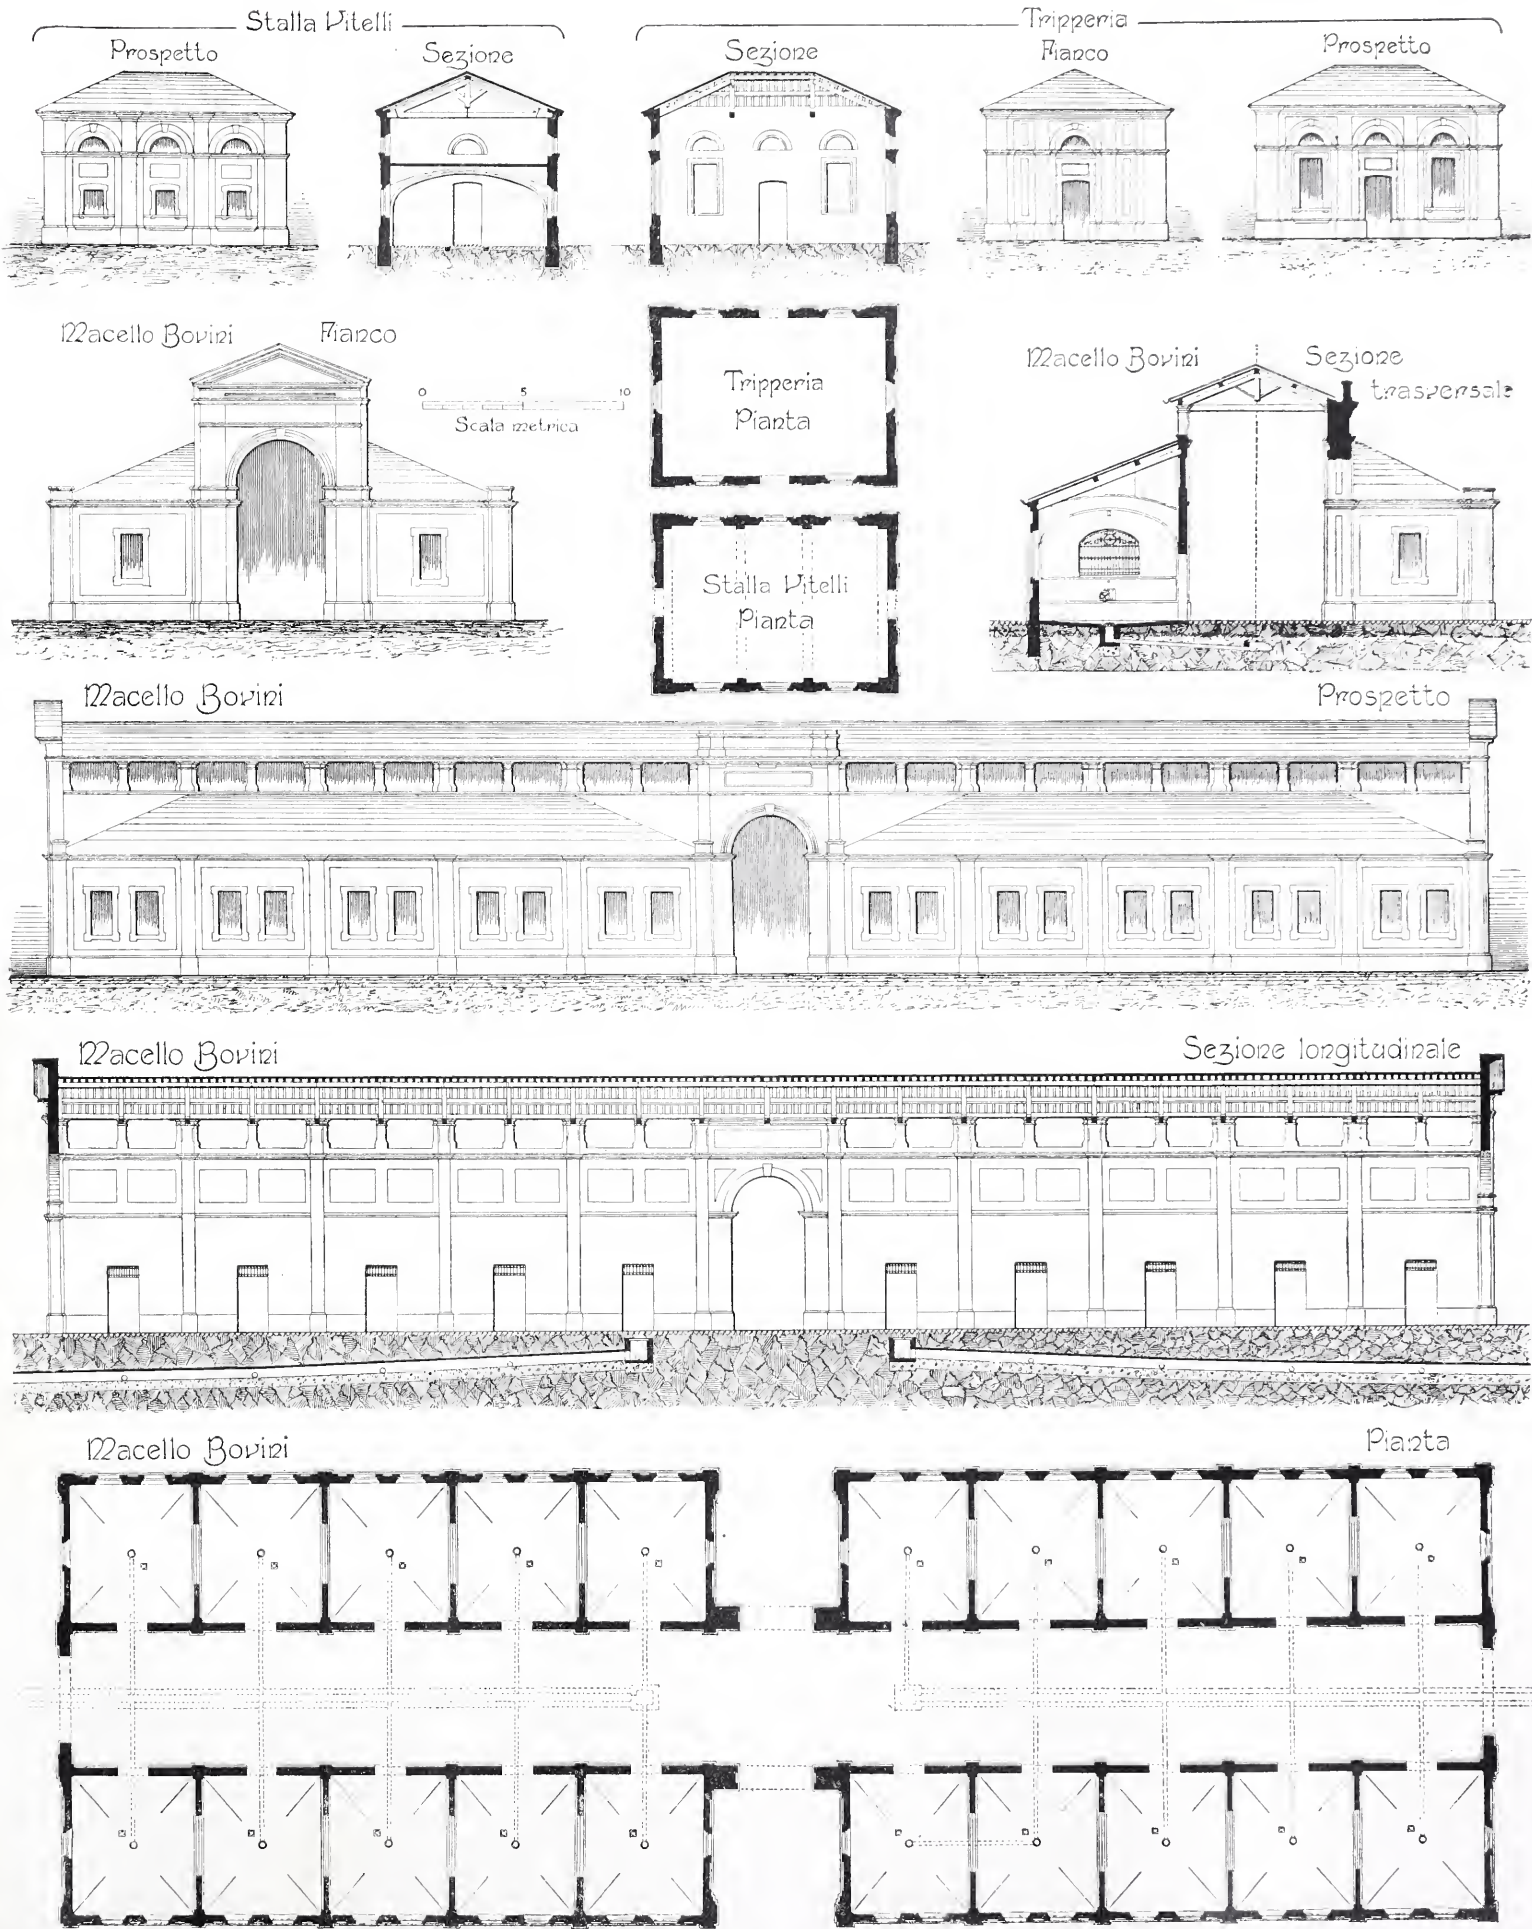 Stalla Vitelli
Tripperia
Prospetto
Sezione
Sezione
Fianco
Prospetto
Macello Bovini Fianco
0 5 10
Scala metrica
Tripperia
Pianta
Macello Bovini Sezione
trasversale
Stalla Vitelli
Pianta
Macello Bovini
Prospetto
Macello Bovini
Sezione longitudinale
Macello Bovini
Pianta